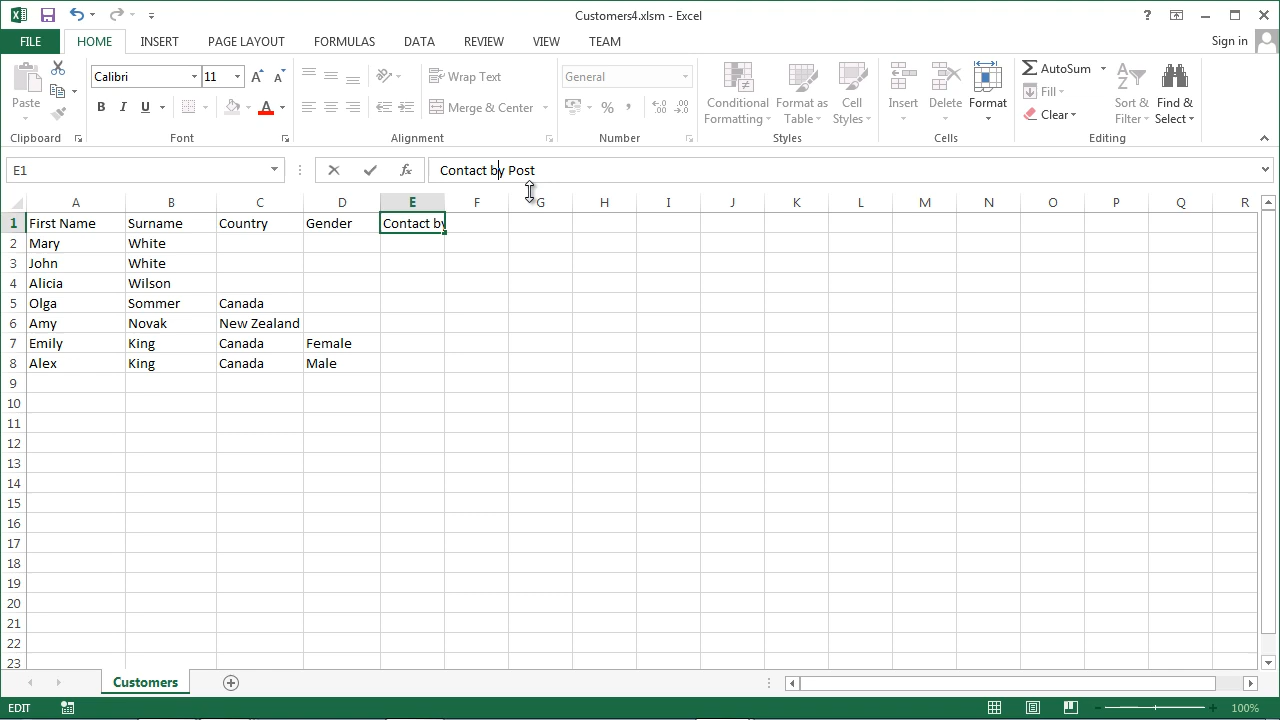 Customers4.xlsm - Excel
FILE HOME INSERT PAGE LAYOUT FORMULAS DATA REVIEW VIEW TEAM Sign in
Paste Calibri 11 B I U A Wrap Text Merge & Center General % , Conditional Formatting Formats as Table Cell Styles Insert Delete Format AutoSum Fill Clear Sort & Filter Find & Select
Clipboard Font Alignment Number Styles Cells Editing
E1 fx Contact by Post
A B C D E F G H I J K L M N O P Q R
1 First Name Surname Country Gender Contact by
2 Mary White
3 John White
4 Alicia Wilson
5 Olga Sommer Canada
6 Amy Novak New Zealand
7 Emily King Canada Female
8 Alex King Canada Male
9
10
11
12
13
14
15
16
17
18
19
20
21
22
23
Customers
EDIT 100%